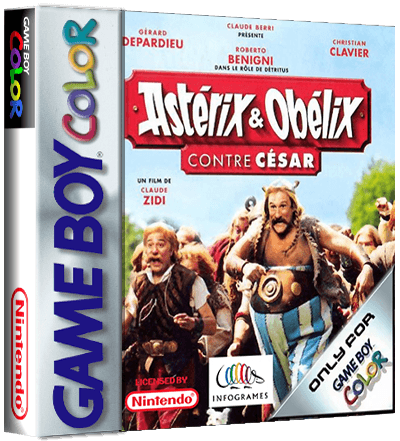 GAME BOY
COLOR
Nintendo
GAME BOY COLOR
CLAUDE BERRI
PRÉSENTE
GÉRARD
DEPARDIEU
CHRISTIAN
CLAVIER
ROBERTO
BENIGNI
DANS LE RÔLE DE DÉTRITUS
Astérix & Obélix
CONTRE CÉSAR
UN FILM DE
CLAUDE
ZIDI
LICENSED BY
Nintendo
INFOGRAMES
ONLY FOR
GAME BOY
COLOR